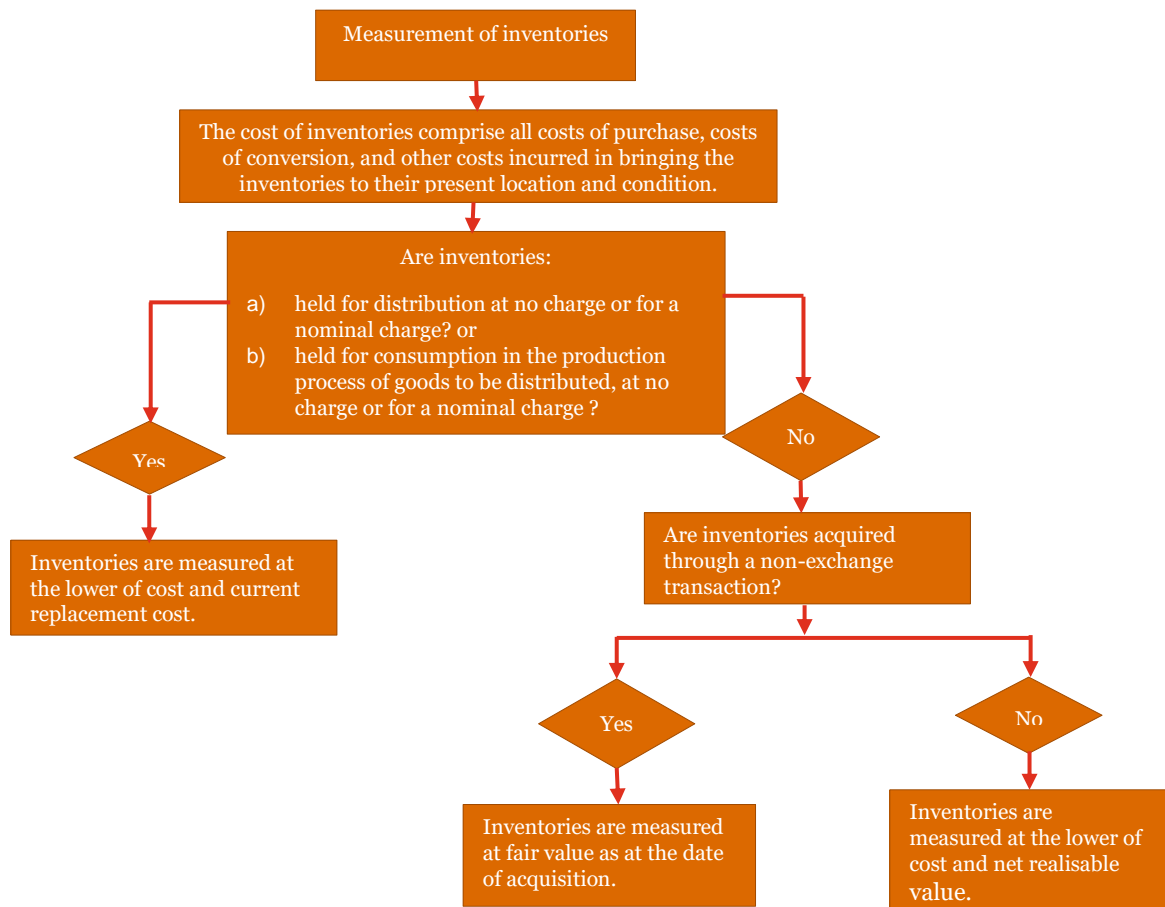 Measurement of inventories
The cost of inventories comprise all costs of purchase, costs
of conversion, and other costs incurred in bringing the
inventories to their present location and condition.
Are inventories:
a) held for distribution at no charge or for a
nominal charge? or
b) held for consumption in the production
process of goods to be distributed, at no
charge or for a nominal charge ?
Yes
No
Inventories are measured at
the lower of cost and current
replacement cost.
Are inventories acquired
through a non-exchange
transaction?
Yes
No
Inventories are measured
at fair value as at the date
of acquisition.
Inventories are
measured at the lower of
cost and net realisable
value.